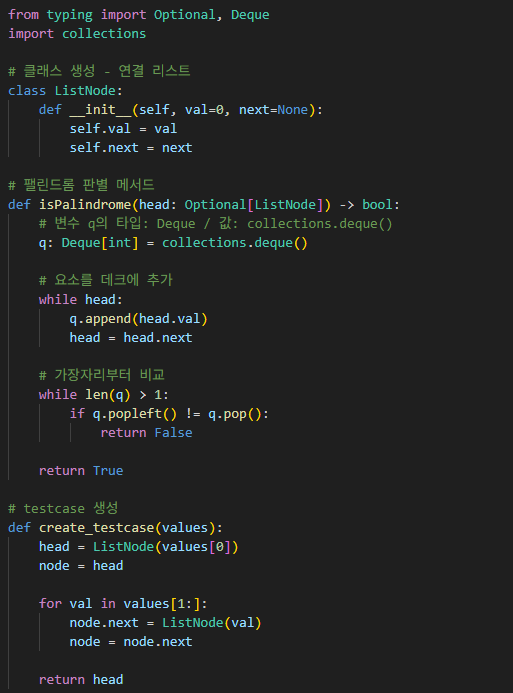 from typing import Optional, Deque
import collections

# 클래스 생성 - 연결 리스트
class ListNode:
    def __init__(self, val=0, next=None):
        self.val = val
        self.next = next

# 팰린드롬 판별 메서드
def isPalindrome(head: Optional[ListNode]) -> bool:
    # 변수 q의 타입: Deque / 값: collections.deque()
    q: Deque[int] = collections.deque()

    # 요소를 데크에 추가
    while head:
        q.append(head.val)
        head = head.next

    # 가장자리부터 비교
    while len(q) > 1:
        if q.popleft() != q.pop():
            return False

    return True

# testcase 생성
def create_testcase(values):
    head = ListNode(values[0])
    node = head

    for val in values[1:]:
        node.next = ListNode(val)
        node = node.next

    return head